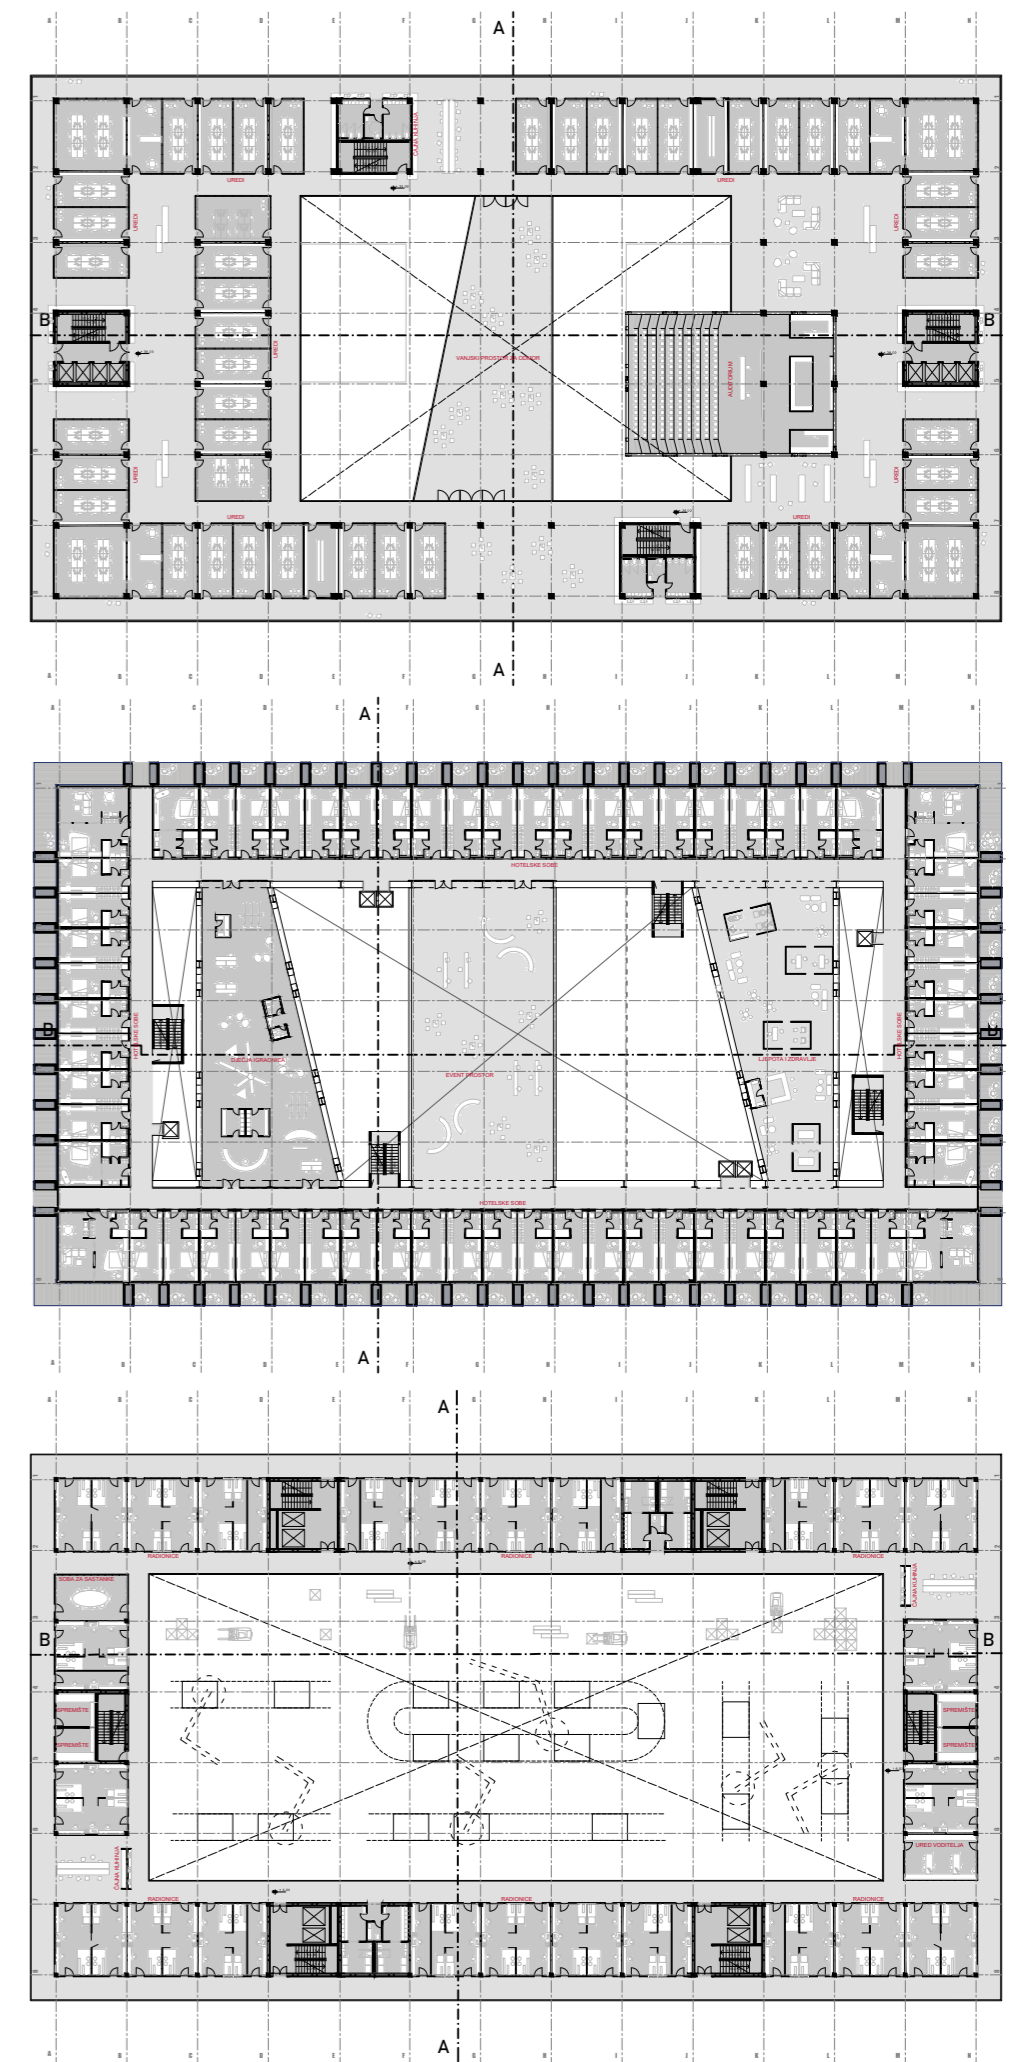 A
UREDI
ČAJNA KUHINJA
UREDI
UREDI
UREDI
B
B
UREDI
VANJSKI PROSTOR ZA ODMOR
AUDITORIUM
UREDI
UREDI
UREDI
UREDI
A
A
HOTELSKE SOBE
B
HOTELSKE SOBE
DJEČJA IGRAONICA
EVENT PROSTOR
LJEPOTA I ZDRAVLJE
HOTELSKE SOBE
B
HOTELSKE SOBE
A
A
RADIONICE
RADIONICE
RADIONICE
SOBA ZA SASTANKE
ČAJNA KUHINJA
B
B
SPREMIŠTE
SPREMIŠTE
SPREMIŠTE
SPREMIŠTE
URED VODITELJA
ČAJNA KUHINJA
RADIONICE
RADIONICE
RADIONICE
A